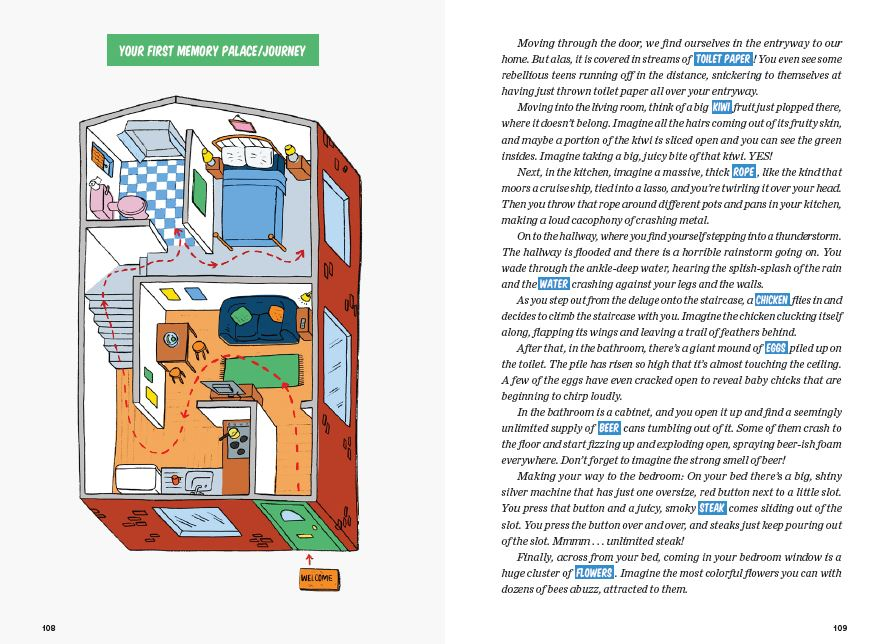 YOUR FIRST MEMORY PALACE/JOURNEY
WELCOME
108
Moving through the door, we find ourselves in the entryway to our
home. But alas, it is covered in streams of TOILET PAPER! You even see some
rebellious teens running off in the distance, snickering to themselves at
having just thrown toilet paper all over your entryway.
Moving into the living room, think of a big KIWI fruit just plopped there,
where it doesn't belong. Imagine all the hairs coming out of its fruity skin,
and maybe a portion of the kiwi is sliced open and you can see the green
insides. Imagine taking a big, juicy bite of that kiwi. YES!
Next, in the kitchen, imagine a massive, thick ROPE, like the kind that
moors a cruise ship, tied into a lasso, and you're twirling it over your head.
Then you throw that rope around different pots and pans in your kitchen,
making a loud cacophony of crashing metal.
On to the hallway, where you find yourself stepping into a thunderstorm.
The hallway is flooded and there is a horrible rainstorm going on. You
wade through the ankle-deep water, hearing the splish-splash of the rain
and the WATER crashing against your legs and the walls.
As you step out from the deluge onto the staircase, a CHICKEN flies in and
decides to climb the staircase with you. Imagine the chicken clucking itself
along, flapping its wings and leaving a trail of feathers behind.
After that, in the bathroom, there's a giant mound of EGGS piled up on
the toilet. The pile has risen so high that it's almost touching the ceiling.
A few of the eggs have even cracked open to reveal baby chicks that are
beginning to chirp loudly.
In the bathroom is a cabinet, and you open it up and find a seemingly
unlimited supply of BEER cans tumbling out of it. Some of them crash to
the floor and start fizzing up and exploding open, spraying beer-ish foam
everywhere. Don't forget to imagine the strong smell of beer!
Making your way to the bedroom: On your bed there's a big, shiny
silver machine that has just one oversize, red button next to a little slot.
You press that button and a juicy, smoky STEAK comes sliding out of the
slot. You press the button over and over, and steaks just keep pouring out
of the slot. Mmmm . . . unlimited steak!
Finally, across from your bed, coming in your bedroom window is a
huge cluster of FLOWERS. Imagine the most colorful flowers you can with
dozens of bees abuzz, attracted to them.
109